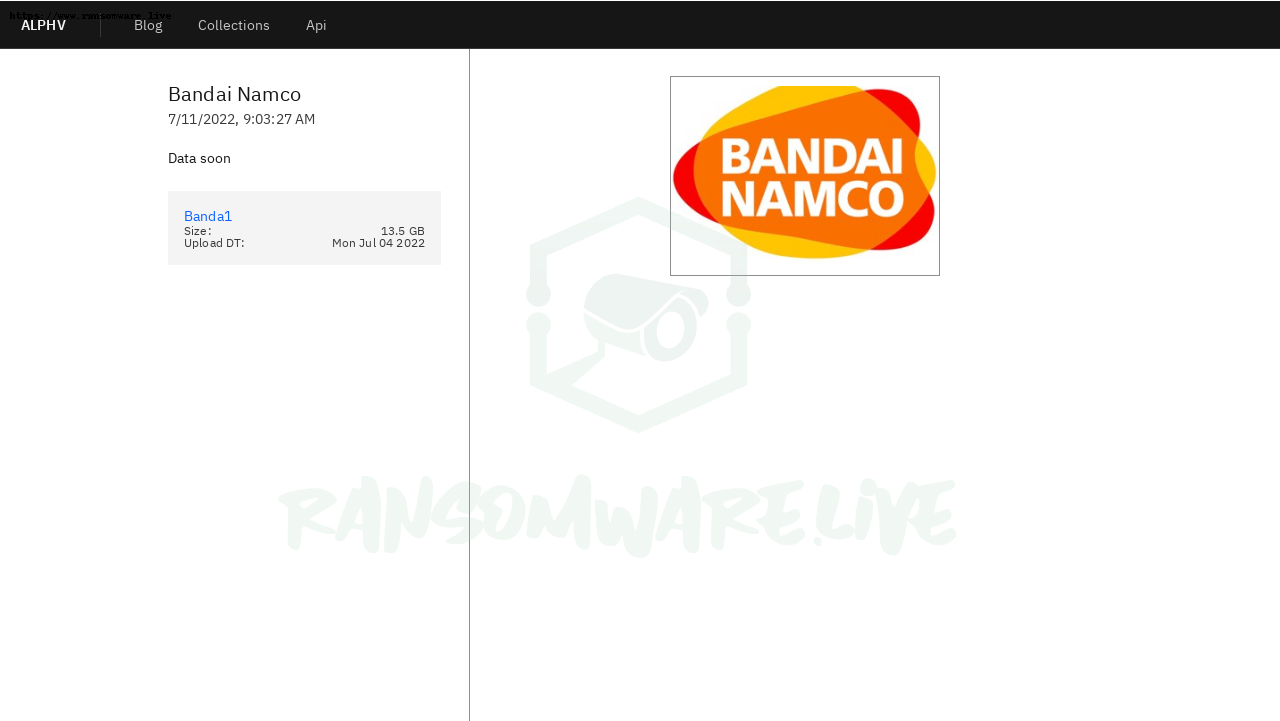 https://www.ransomware.live
ALPHV Blog Collections Api
Bandai Namco
7/11/2022, 9:03:27 AM
Data soon
Banda1
Size: 13.5 GB
Upload DT: Mon Jul 04 2022
BANDAI
NAMCO
RANSOMWARE.LiVE